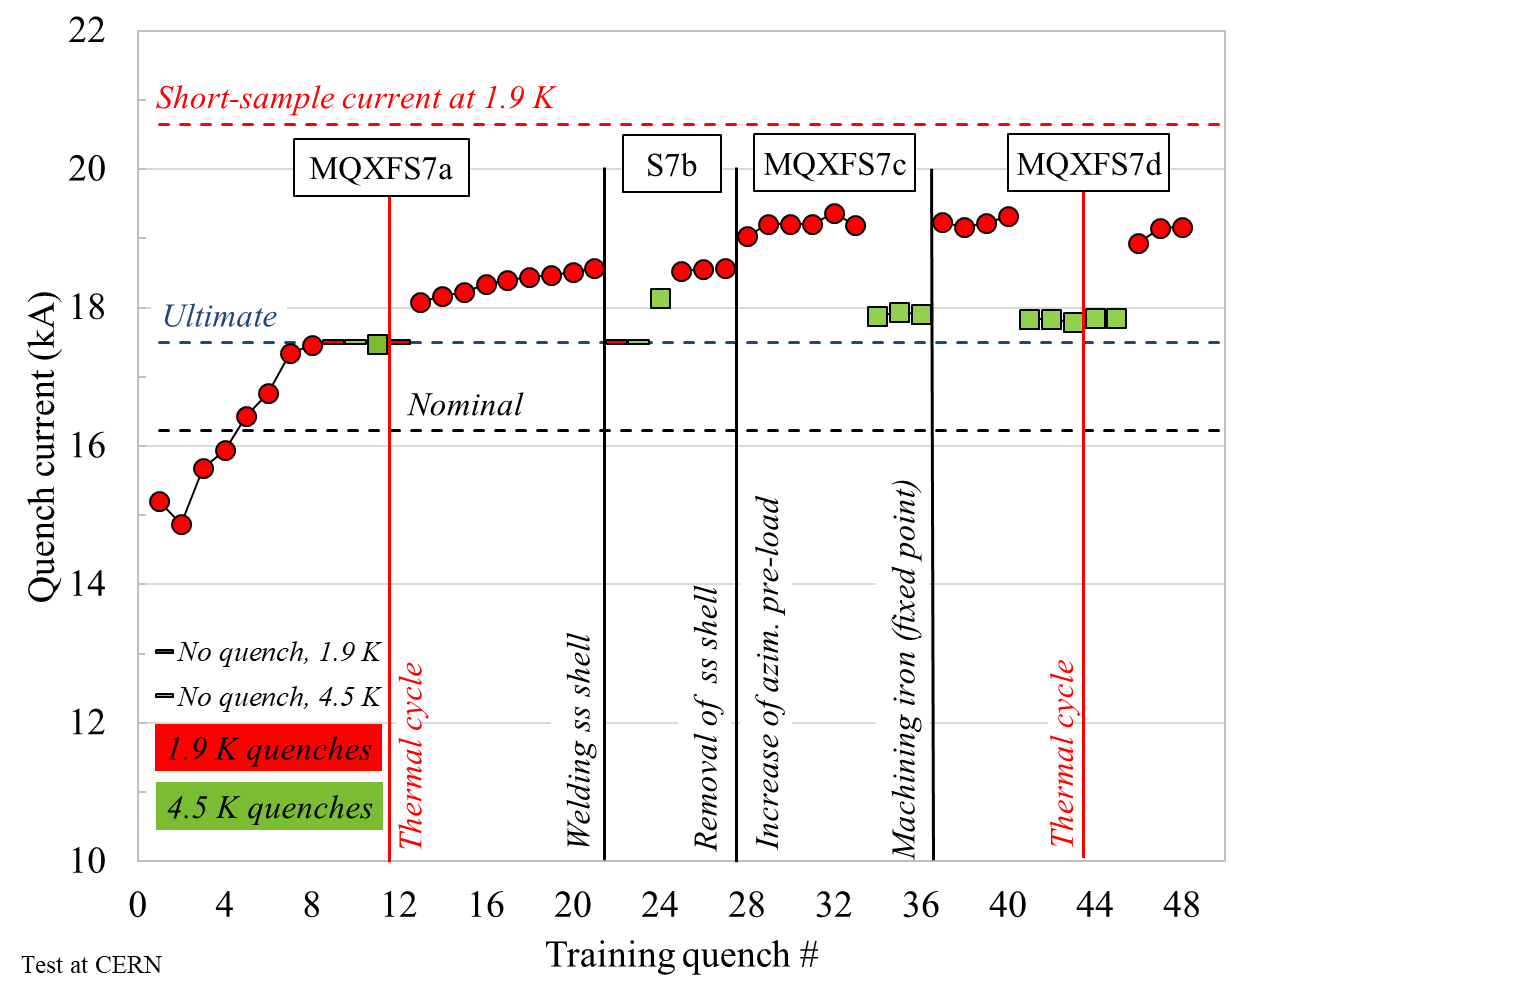 22
20
18
16
14
12
10
Quench current (kA)
Short-sample current at 1.9 K
MQXFS7a
S7b
MQXFS7c
MQXFS7d
Ultimate
Nominal
No quench, 1.9 K
No quench, 4.5 K
1.9 K quenches
4.5 K quenches
Thermal cycle
Welding ss shell
Removal of ss shell
Increase of azim. pre-load
Machining iron (fixed point)
Thermal cycle
0 4 8 12 16 20 24 28 32 36 40 44 48
Training quench #
Test at CERN